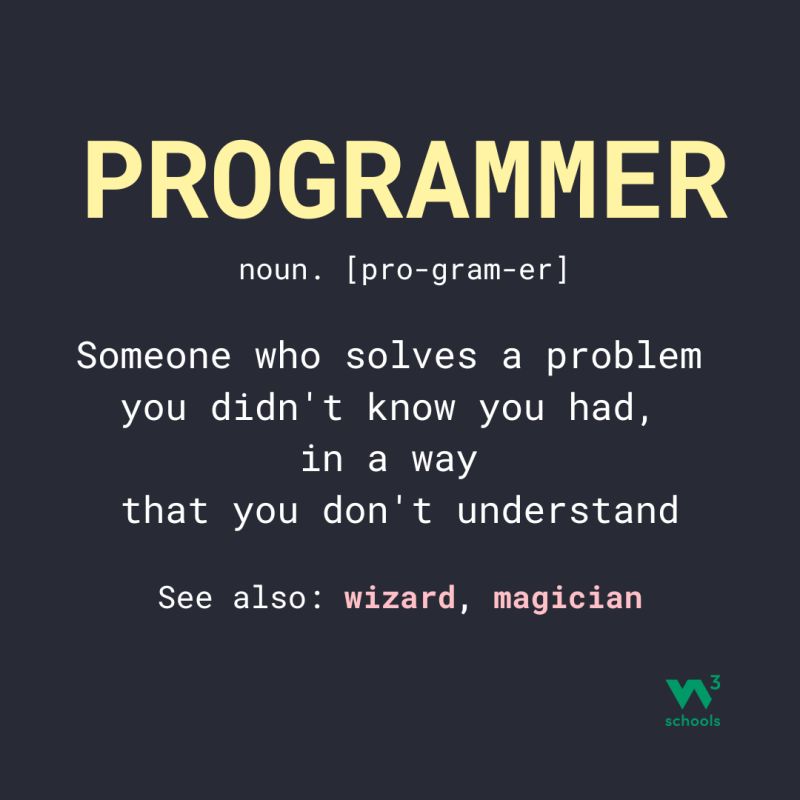 PROGRAMMER
noun. [pro-gram-er]
Someone who solves a problem
you didn't know you had,
in a way
that you don't understand
See also: wizard, magician
w3
schools